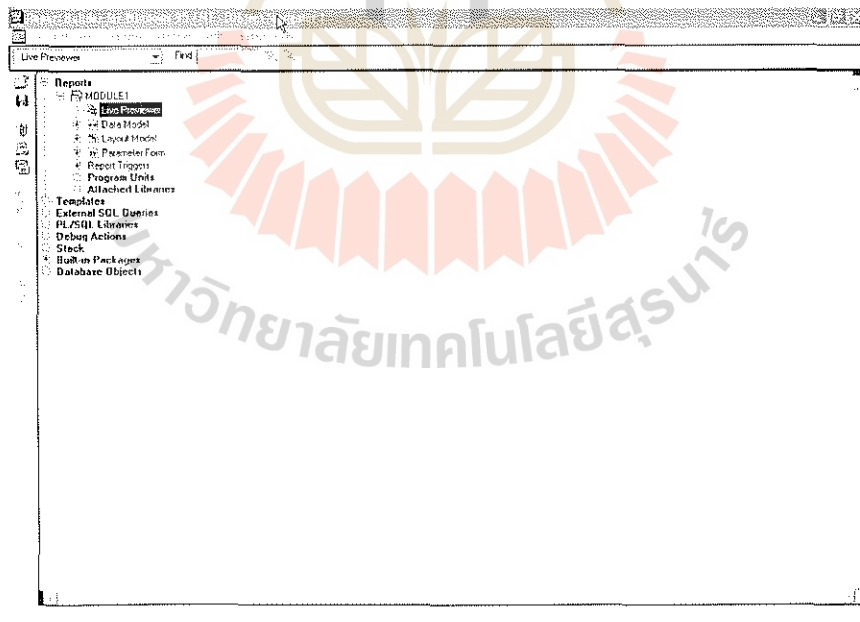 Live Previewer Find
Reports
MODULE1
Live Previewer
Data Model
Layout Model
Parameter Form
Report Triggers
Program Units
Attached Libraries
Templates
External SQL Queries
PL/SQL Libraries
Debug Actions
Stack
Built-in Packages
Database Objects
มหาวิทยาลัยเทคโนโลยีสุรนารี